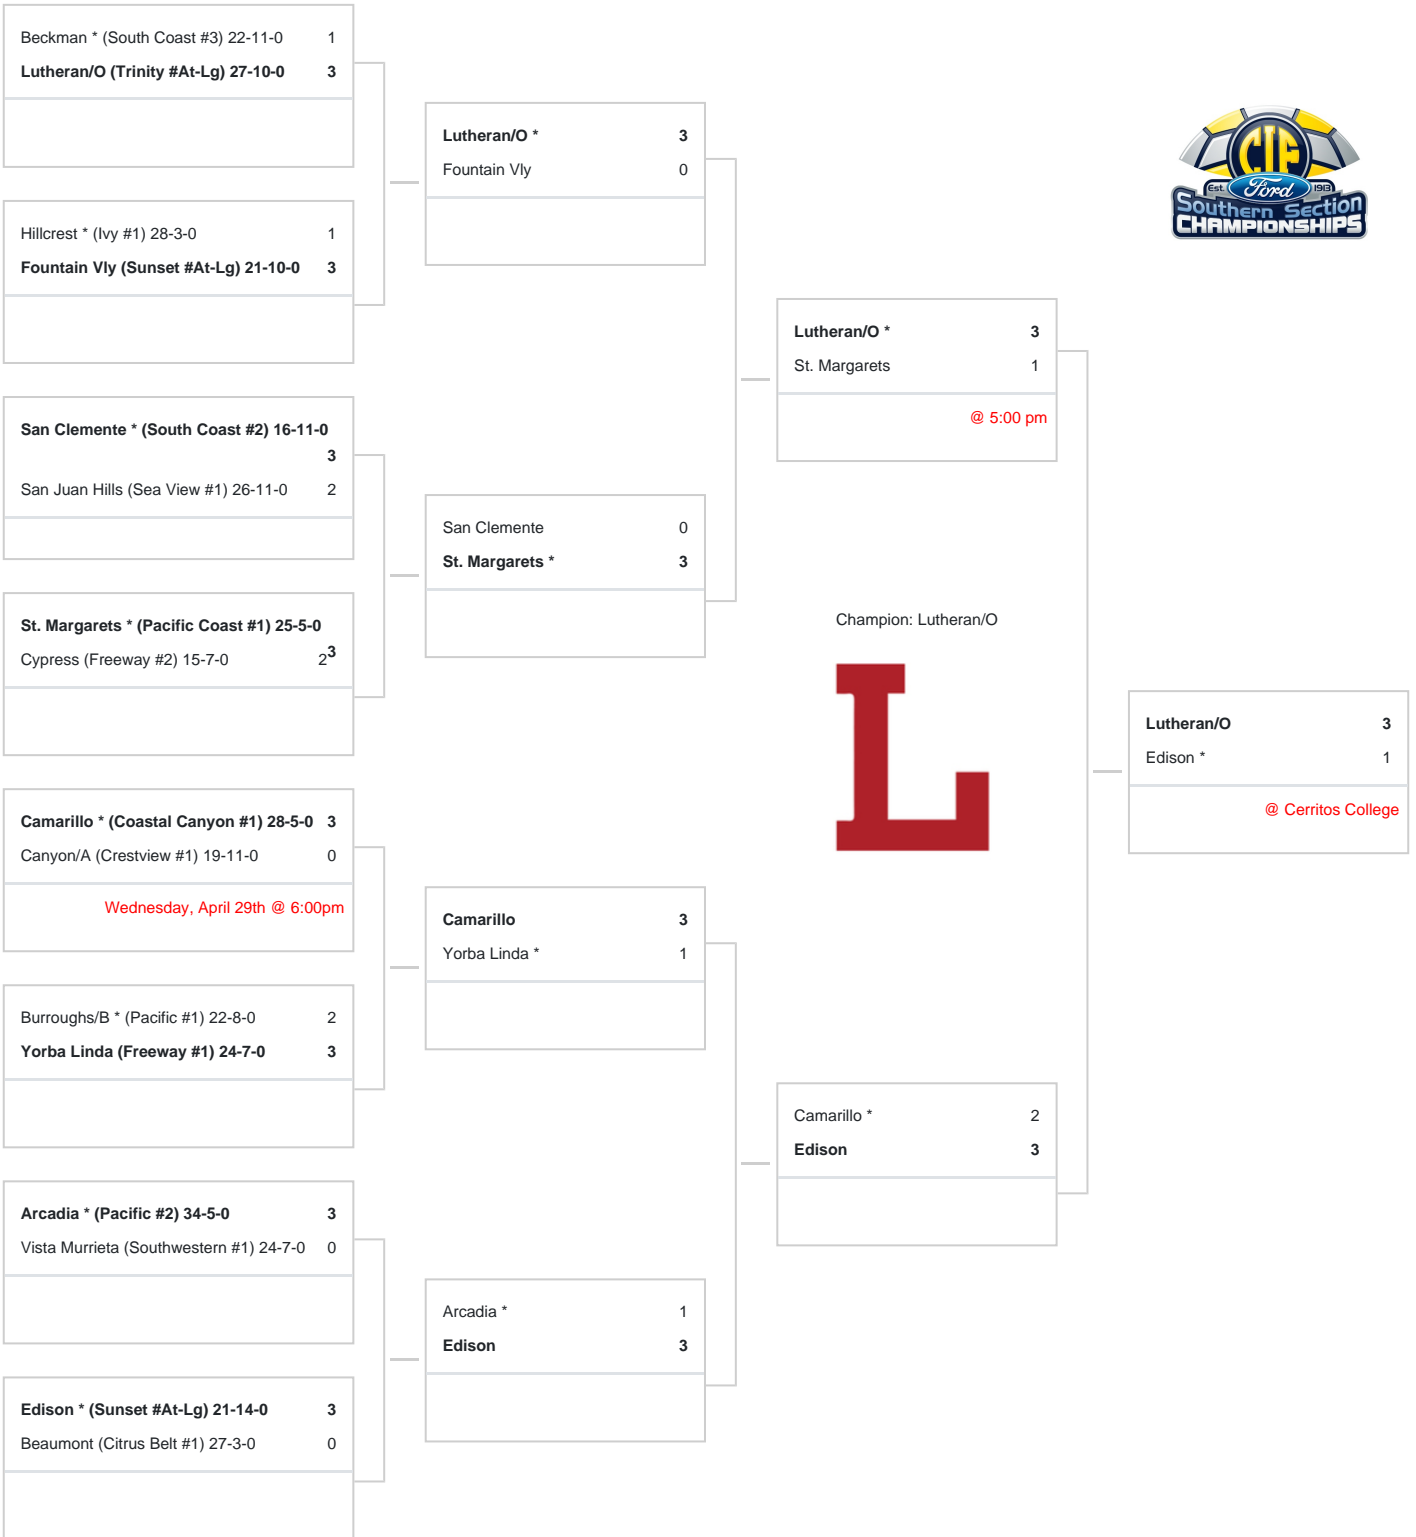 Beckman * (South Coast #3) 22-11-0 1
Lutheran/O (Trinity #At-Lg) 27-10-0 3
Hillcrest * (Ivy #1) 28-3-0 1
Fountain Vly (Sunset #At-Lg) 21-10-0 3
San Clemente * (South Coast #2) 16-11-0
3
San Juan Hills (Sea View #1) 26-11-0 2
St. Margarets * (Pacific Coast #1) 25-5-0
3
Cypress (Freeway #2) 15-7-0 2
Camarillo * (Coastal Canyon #1) 28-5-0 3
Canyon/A (Crestview #1) 19-11-0 0
Wednesday, April 29th @ 6:00pm
Burroughs/B * (Pacific #1) 22-8-0 2
Yorba Linda (Freeway #1) 24-7-0 3
Arcadia * (Pacific #2) 34-5-0 3
Vista Murrieta (Southwestern #1) 24-7-0 0
Edison * (Sunset #At-Lg) 21-14-0 3
Beaumont (Citrus Belt #1) 27-3-0 0
Lutheran/O * 3
Fountain Vly 0
San Clemente 0
St. Margarets * 3
Camarillo 3
Yorba Linda * 1
Arcadia * 1
Edison 3
Lutheran/O * 3
St. Margarets 1
@ 5:00 pm
Camarillo * 2
Edison 3
Champion: Lutheran/O
L
Lutheran/O 3
Edison * 1
@ Cerritos College
CIF
Est. Ford 1913
Southern Section
CHAMPIONSHIPS